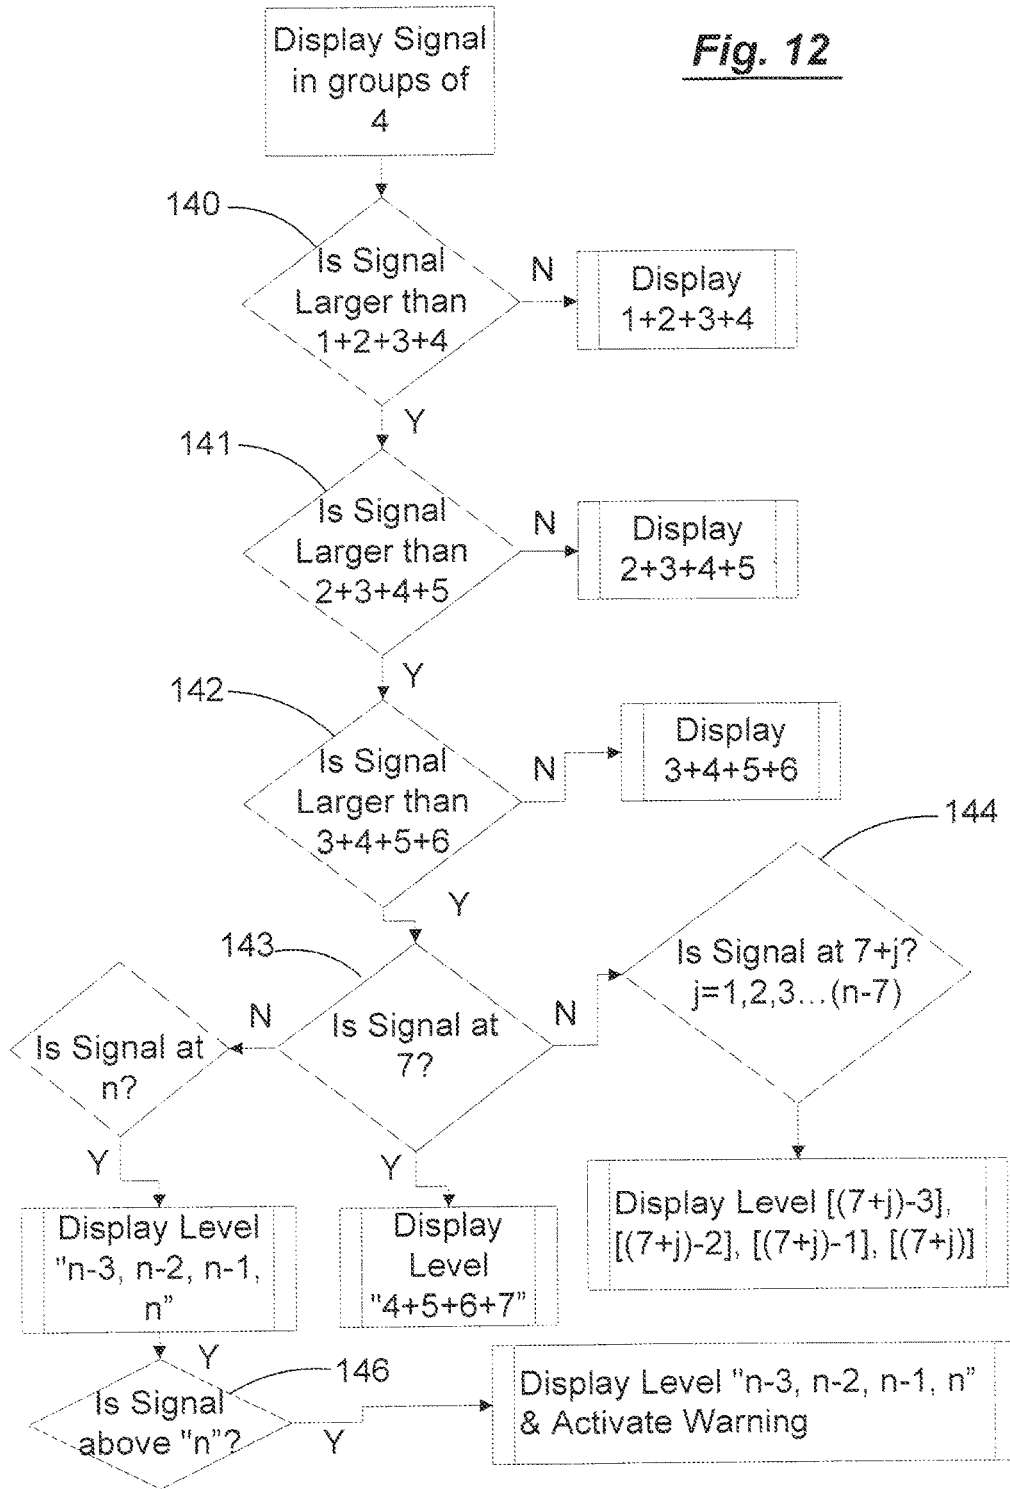 Fig. 12
Display Signal
in groups of
4
140
Is Signal
Larger than
1+2+3+4
N
Display
1+2+3+4
Y
141
Is Signal
Larger than
2+3+4+5
N
Display
2+3+4+5
Y
142
Is Signal
Larger than
3+4+5+6
N
Display
3+4+5+6
Y
144
Is Signal at 7+j?
j=1,2,3...(n-7)
143
Is Signal at
7?
N
N
Is Signal at
n?
Y
Y
Display Level
"n-3, n-2, n-1,
n"
Display
Level
"4+5+6+7"
Display Level [(7+j)-3],
[(7+j)-2], [(7+j)-1], [(7+j)]
Y
146
Is Signal
above "n"?
Y
Display Level "n-3, n-2, n-1, n"
& Activate Warning